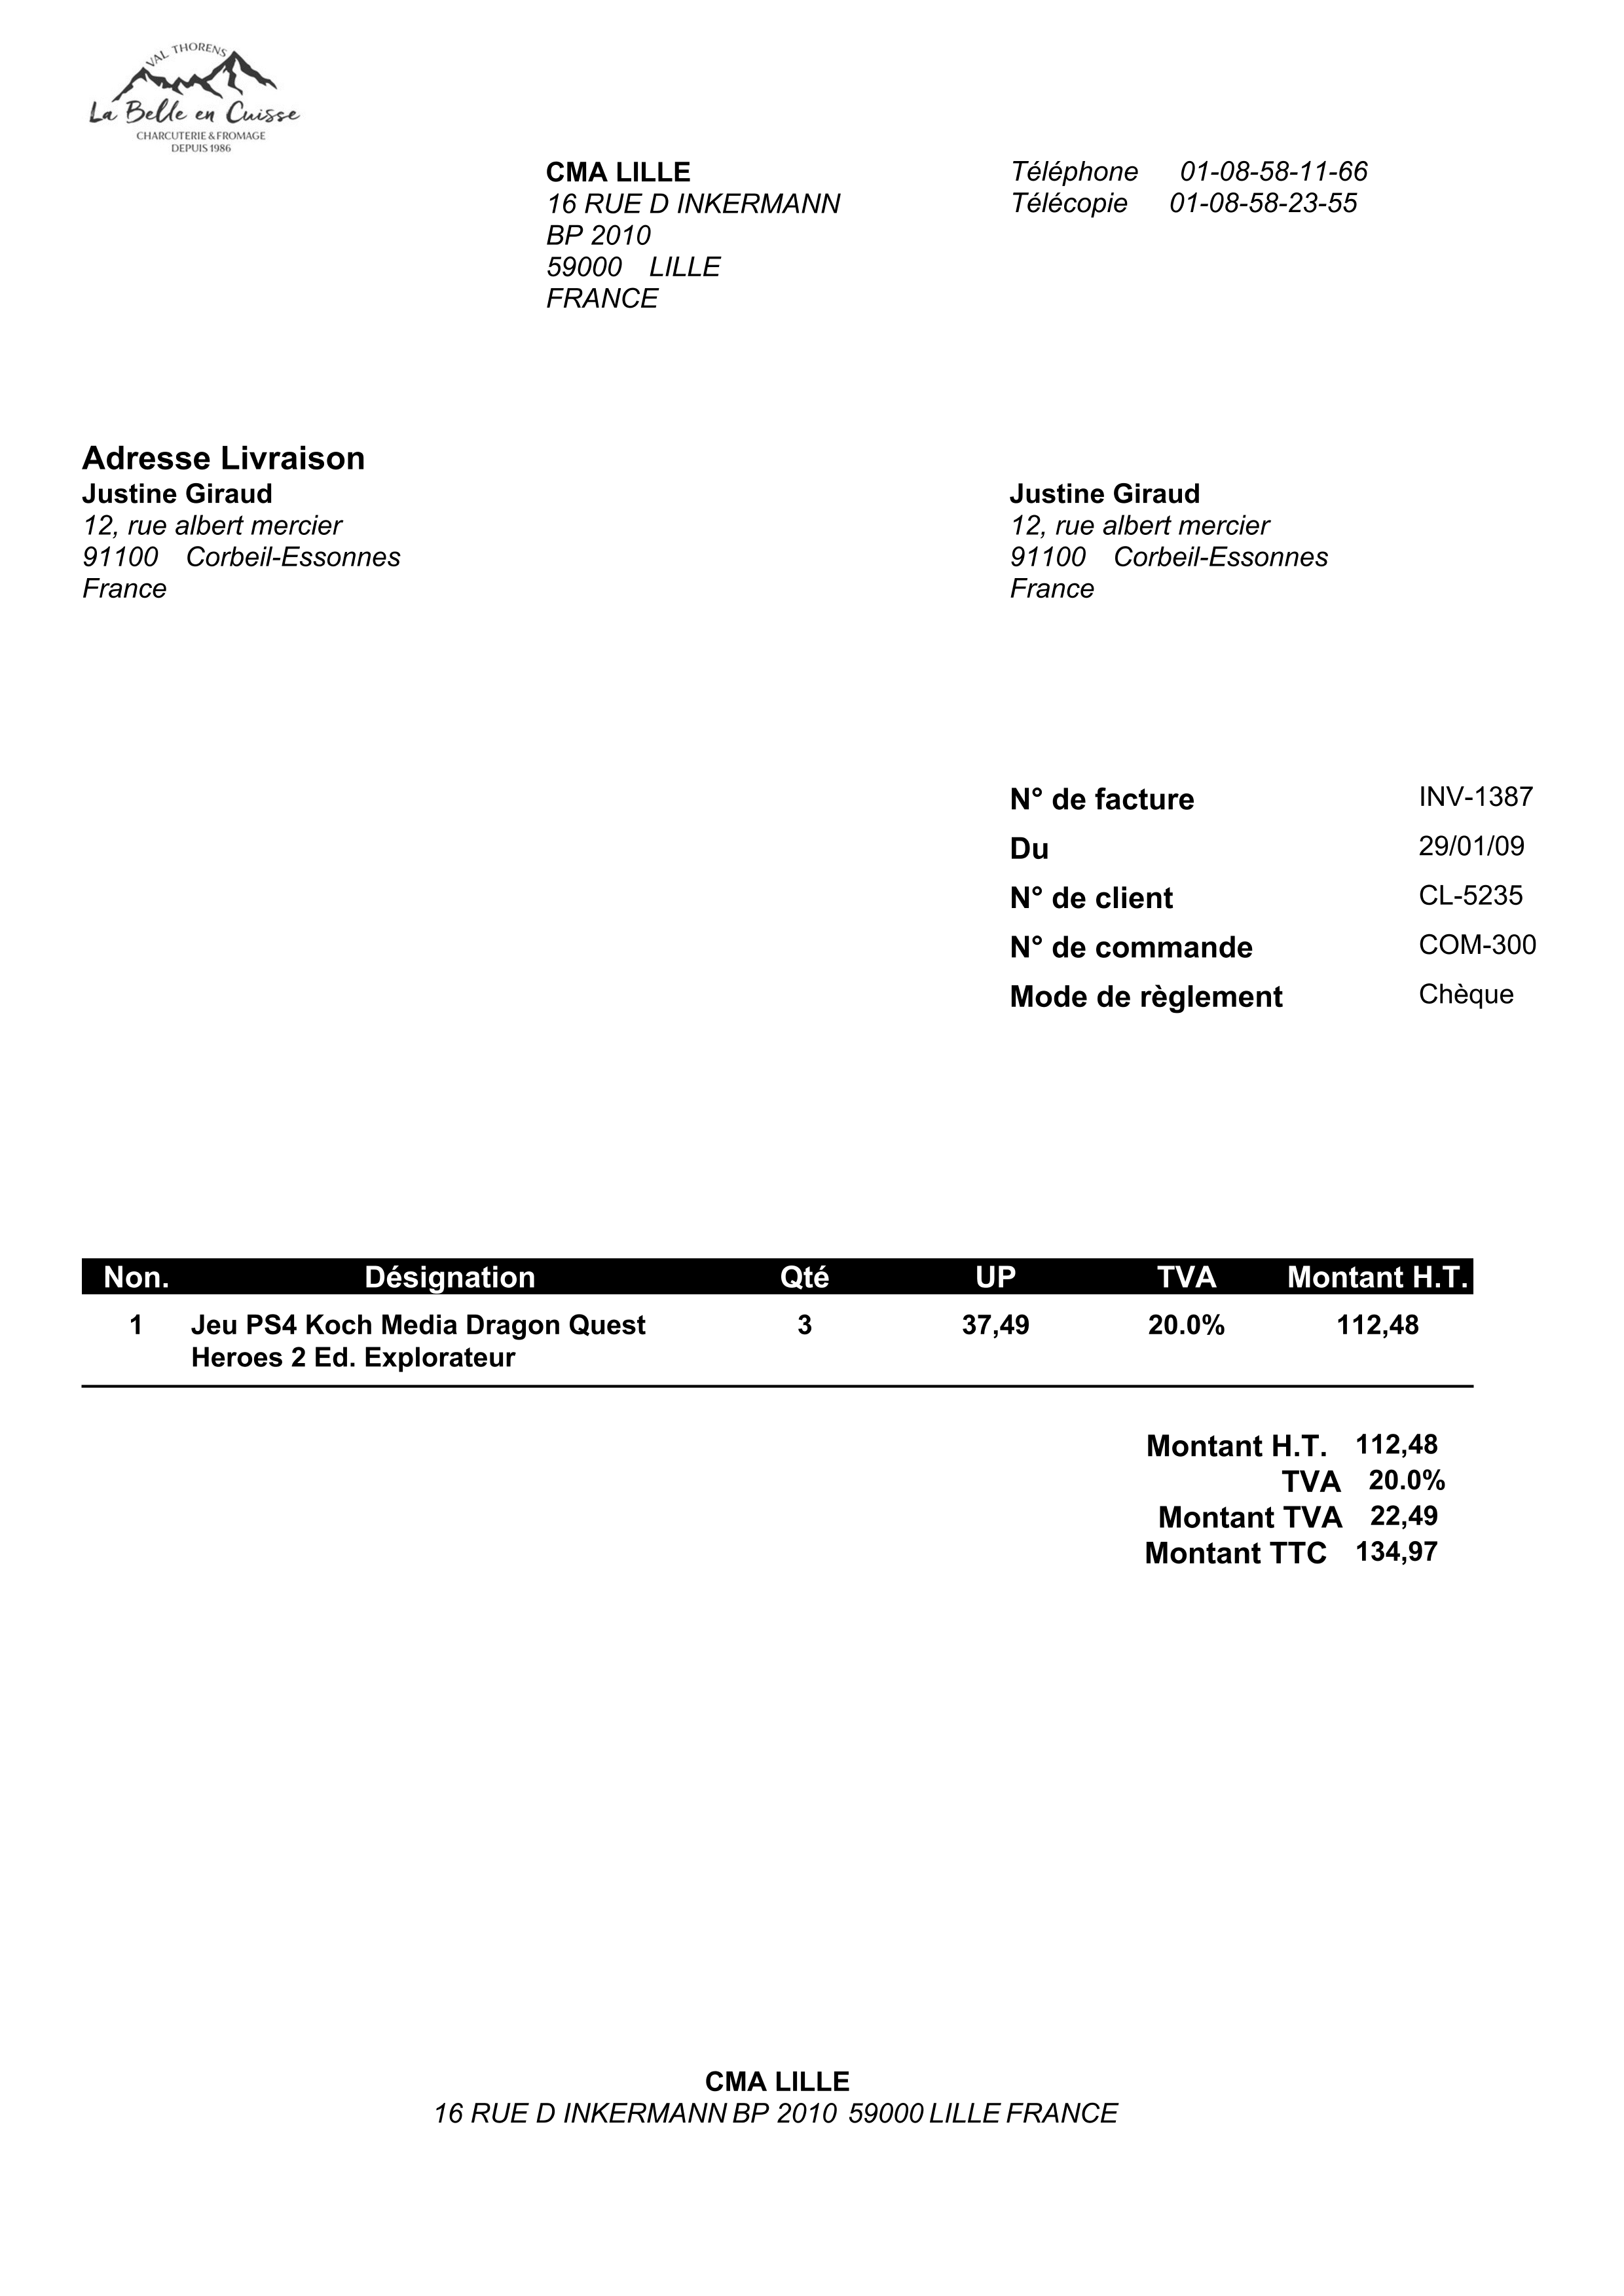 VAL THORENS
La Belle en Cuisse
CHARCUTERIE & FROMAGE
DEPUIS 1986
CMA LILLE
16 RUE D INKERMANN
BP 2010
59000 LILLE
FRANCE
Téléphone 01-08-58-11-66
Télécopie 01-08-58-23-55
Adresse Livraison
Justine Giraud
12, rue albert mercier
91100 Corbeil-Essonnes
France
Justine Giraud
12, rue albert mercier
91100 Corbeil-Essonnes
France
N° de facture INV-1387
Du 29/01/09
N° de client CL-5235
N° de commande COM-300
Mode de règlement Chèque
Non. Désignation Qté UP TVA Montant H.T.
1 Jeu PS4 Koch Media Dragon Quest 3 37,49 20.0% 112,48
Heroes 2 Ed. Explorateur
Montant H.T. 112,48
TVA 20.0%
Montant TVA 22,49
Montant TTC 134,97
CMA LILLE
16 RUE D INKERMANN BP 2010 59000 LILLE FRANCE